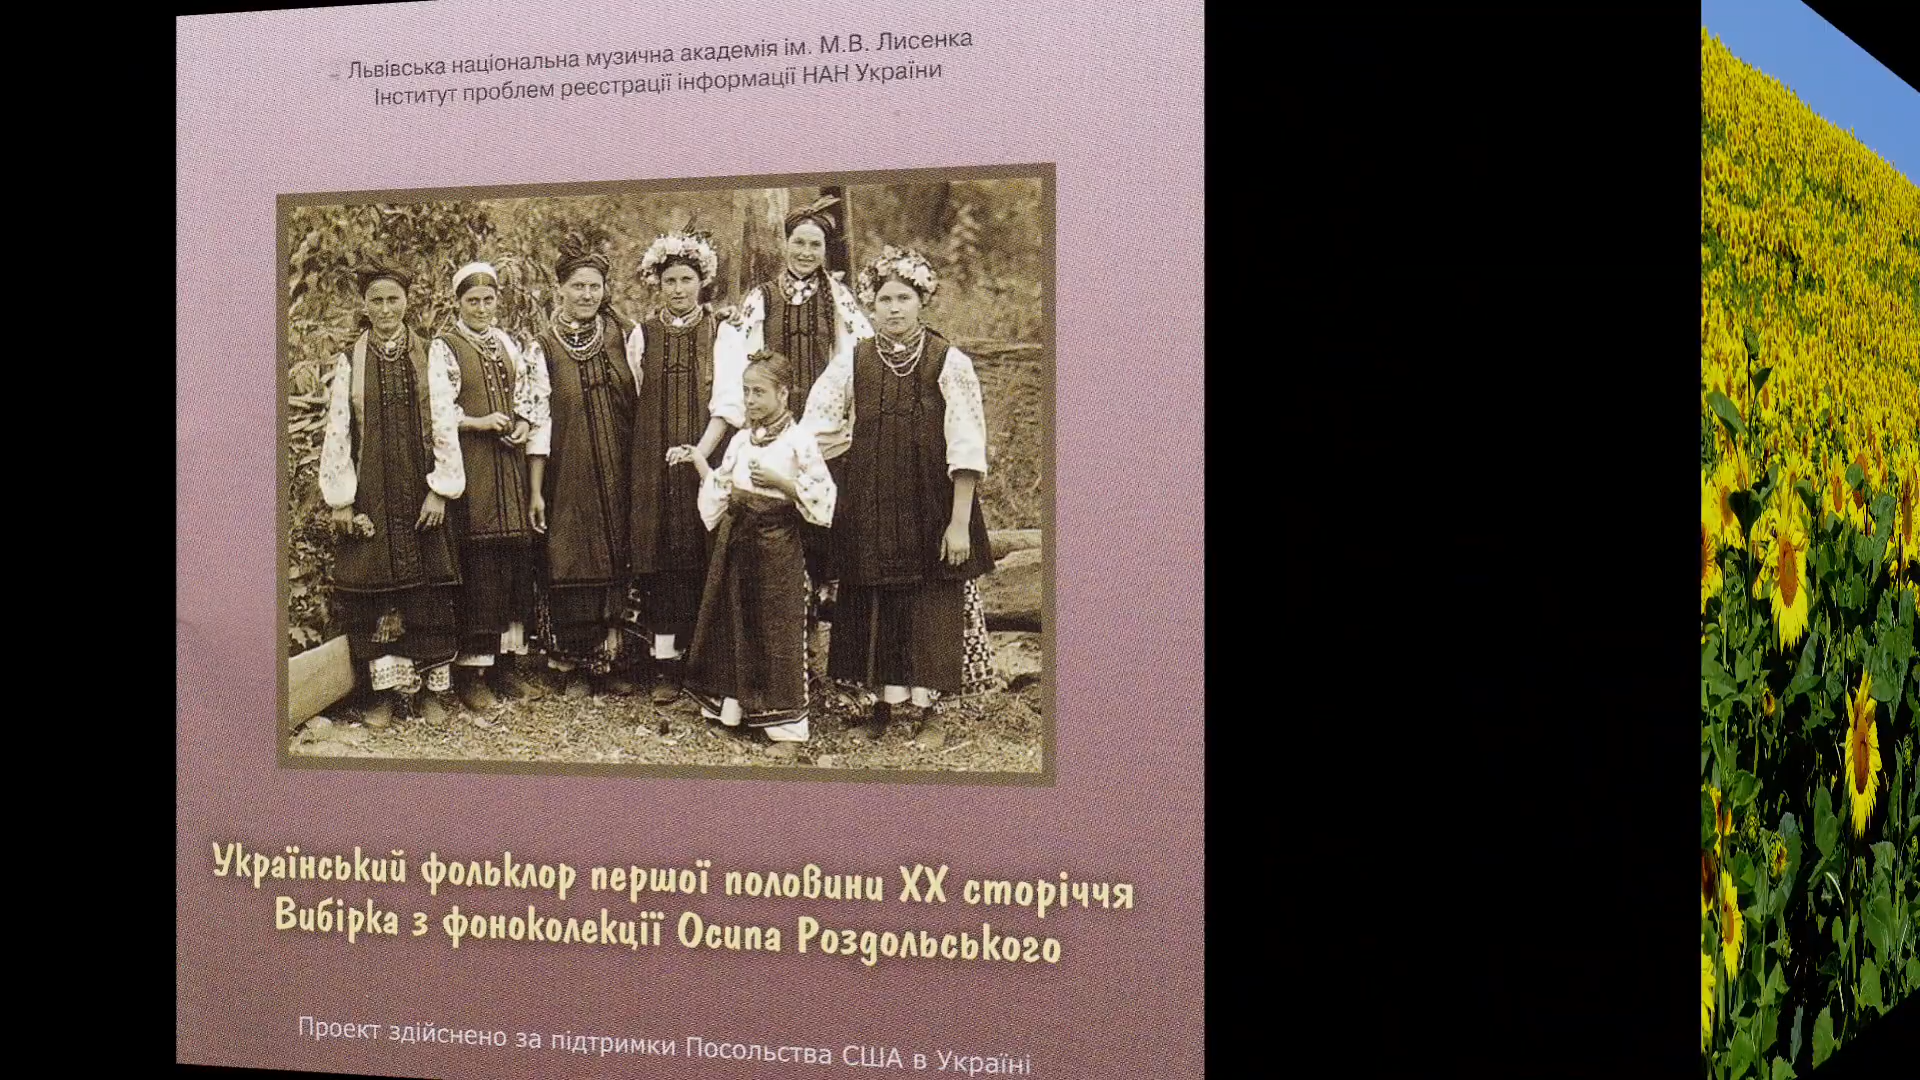 Львівська національна музична академія ім. М.В. Лисенка
Інститут проблем реєстрації інформації НАН України
Український фольклор першої половини ХХ сторіччя
Вибірка з фоноколекції Осипа Роздольського
Проект здійснено за підтримки Посольства США в Україні